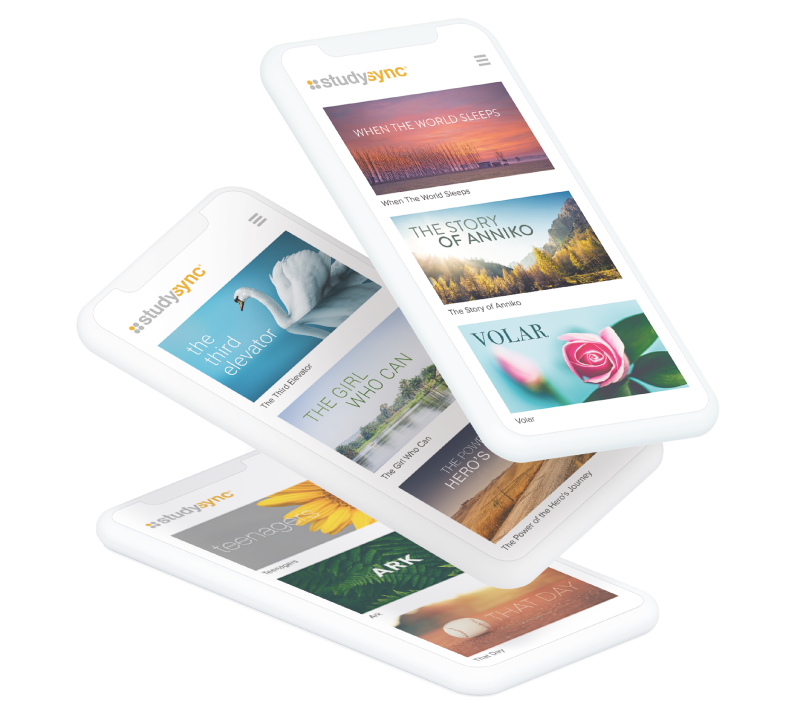 studysync
WHEN THE WORLD SLEEPS
When The World Sleeps
THE STORY
OF ANNIKO
The Story of Anniko
VOLAR
Volar
studysync
the
third
elevator
The Third Elevator
THE GIRL
WHO CAN
The Girl Who Can
THE POW
HERO'S
The Power of the Hero's Journey
studysync
teenagers
Teenagers
ARK
Ark
THAT DAY
That Day